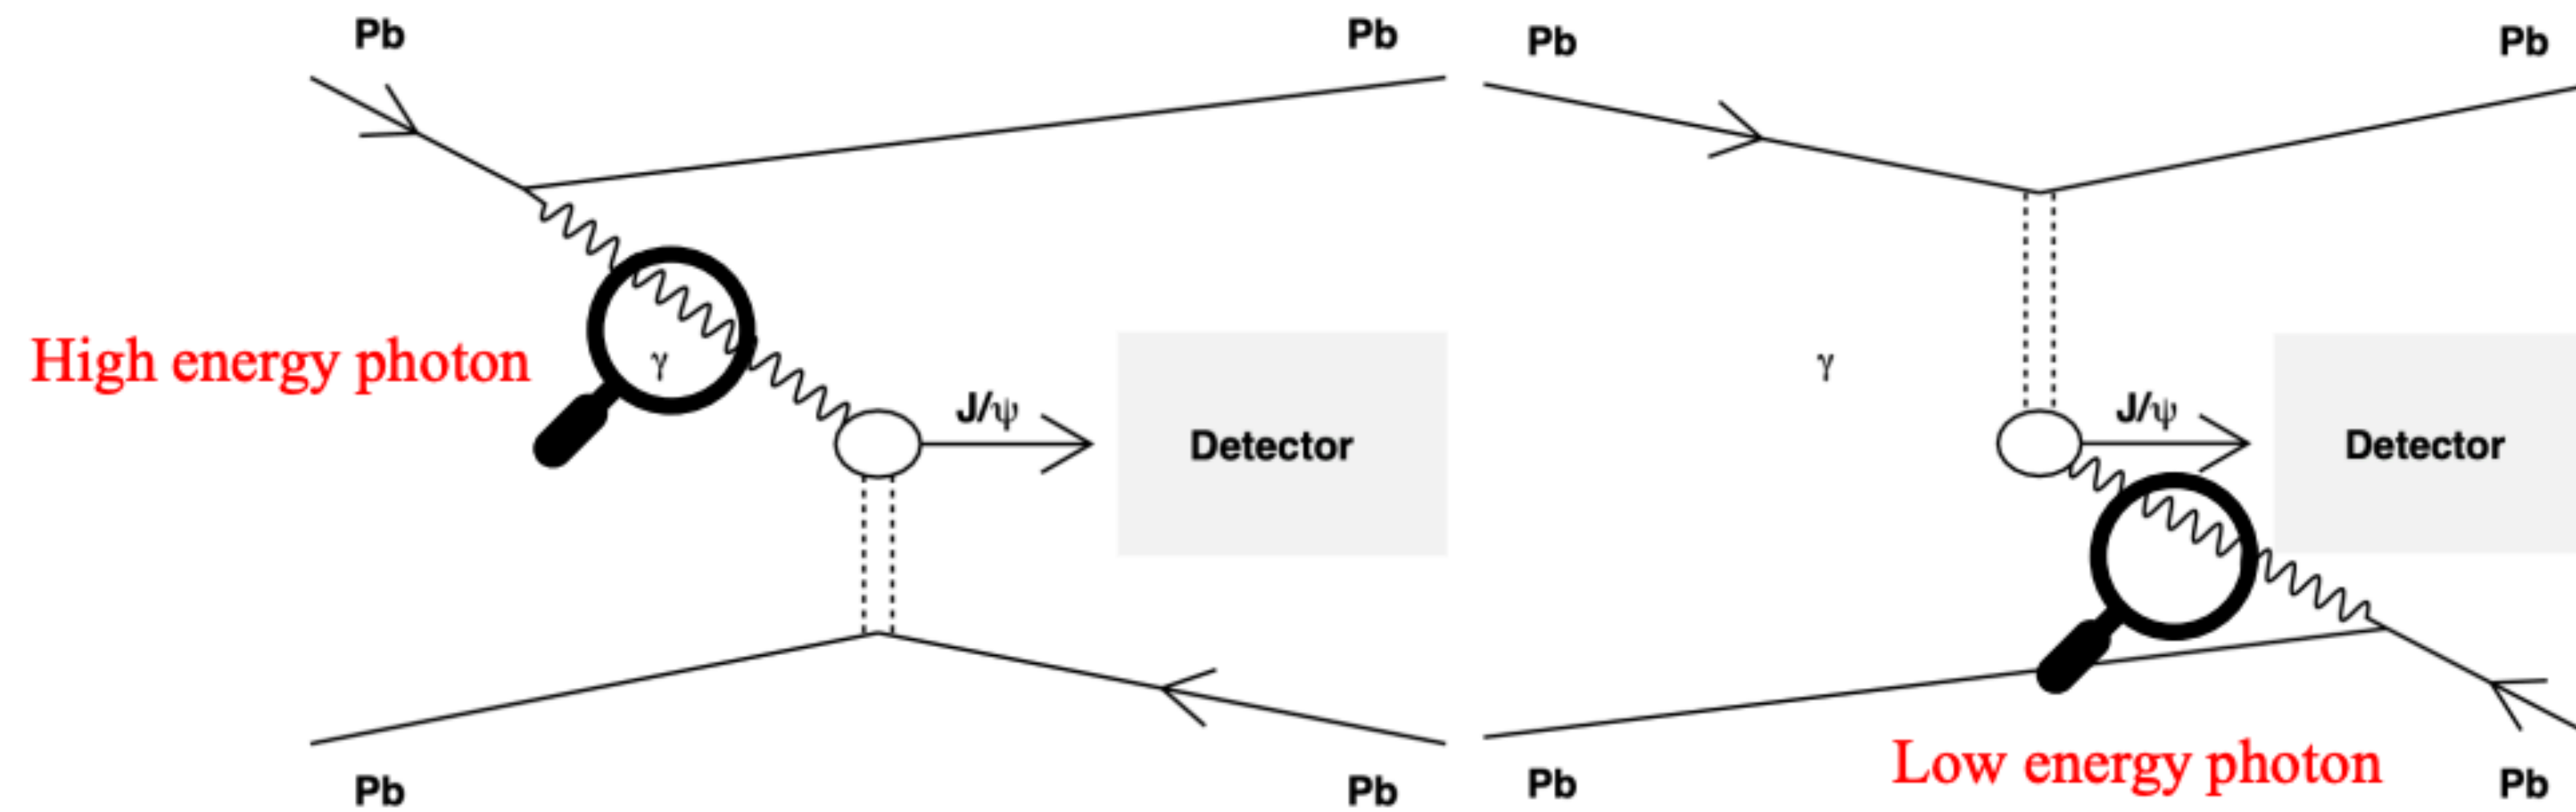 Pb
Pb
Pb
Pb
High energy photon
γ
J/ψ
Detector
γ
J/ψ
Detector
Pb
Pb
Pb
Low energy photon
Pb